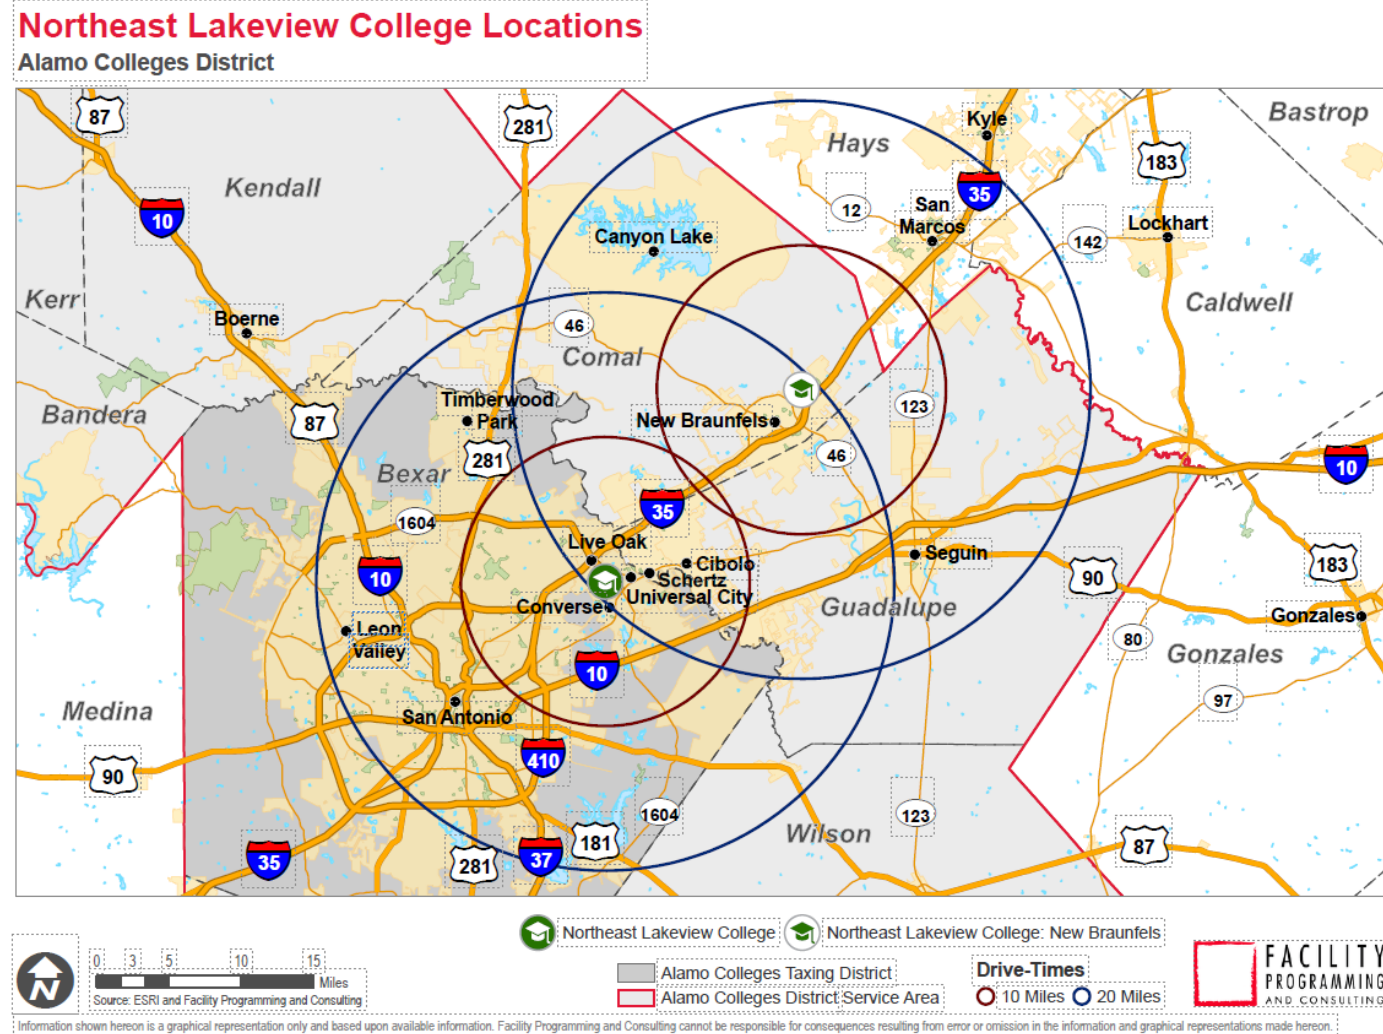 Northeast Lakeview College Locations
Alamo Colleges District
87
281
Kyle
Hays
Bastrop
183
Kendall
10
35
12
San
Marcos
142
Lockhart
Canyon Lake
Kerr
Boerne
46
Comal
Caldwell
Bandera
87
Timberwood
Park
281
Bexar
New Braunfels
123
46
10
35
1604
Live Oak
Cibolo
Schertz
Universal City
Converse
10
Seguin
90
183
Guadalupe
Gonzales
80
Gonzales
97
Leon
Valley
10
San Antonio
Medina
90
410
1604
Wilson
123
87
35
281
37
181
Northeast Lakeview College
Northeast Lakeview College: New Braunfels
N
0 3 5 10 15
Miles
Source: ESRI and Facility Programming and Consulting
Alamo Colleges Taxing District
Alamo Colleges District Service Area
Drive-Times
10 Miles 20 Miles
FACILITY
PROGRAMMING
AND CONSULTING
Information shown hereon is a graphical representation only and based upon available information. Facility Programming and Consulting cannot be responsible for consequences resulting from error or omission in the information and graphical representations made hereon.